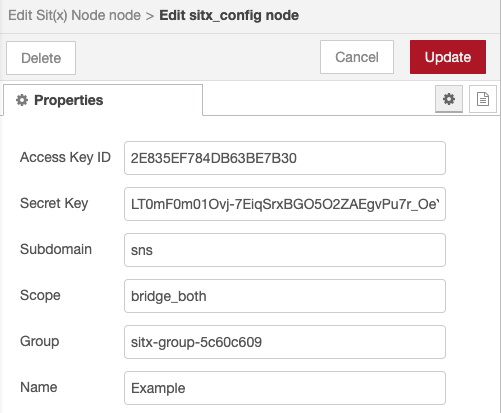 Edit Sit(x) Node node > Edit sitx_config node
Delete
Cancel
Update
Properties
Access Key ID 2E835EF784DB63BE7B30
Secret Key LT0mF0m01Ovj-7EiqSrxBGO5O2ZAEgvPu7r_Oe
Subdomain sns
Scope bridge_both
Group sitx-group-5c60c609
Name Example